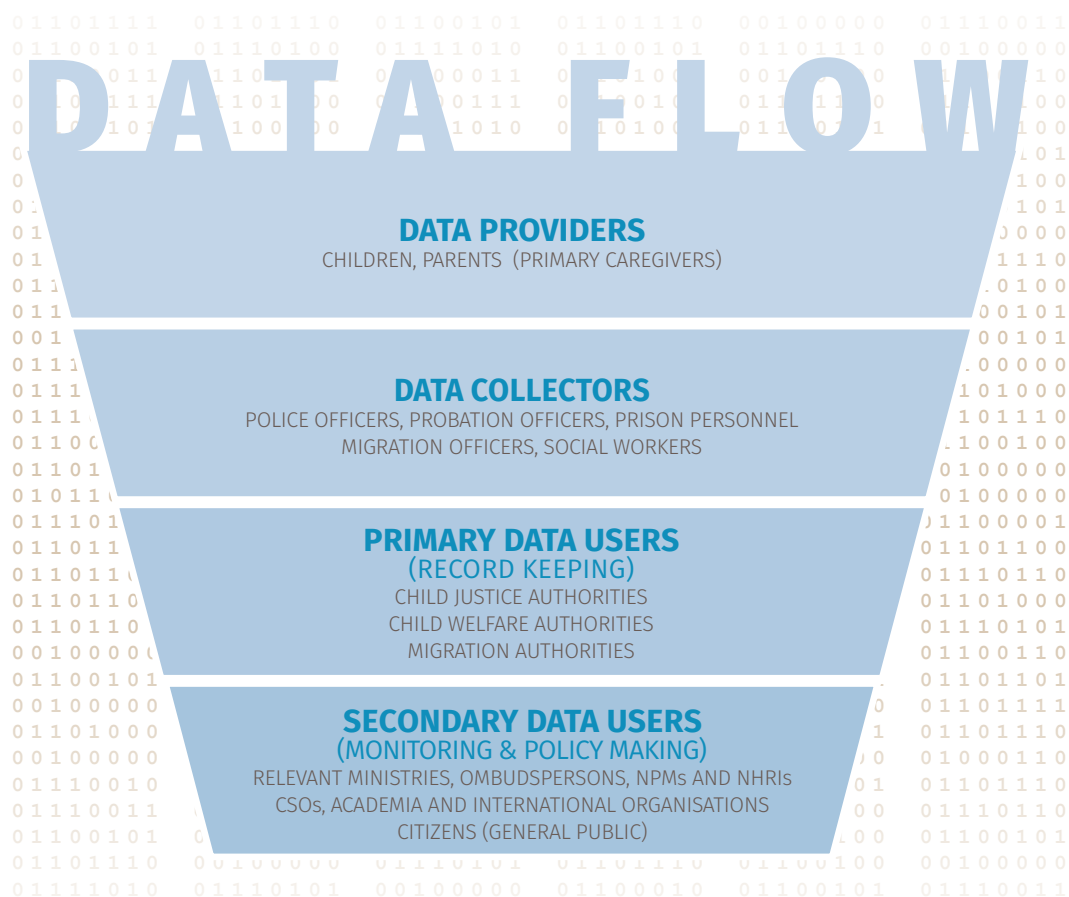 DATA FLOW
DATA PROVIDERS
CHILDREN, PARENTS (PRIMARY CAREGIVERS)
DATA COLLECTORS
POLICE OFFICERS, PROBATION OFFICERS, PRISON PERSONNEL
MIGRATION OFFICERS, SOCIAL WORKERS
PRIMARY DATA USERS
(RECORD KEEPING)
CHILD JUSTICE AUTHORITIES
CHILD WELFARE AUTHORITIES
MIGRATION AUTHORITIES
SECONDARY DATA USERS
(MONITORING & POLICY MAKING)
RELEVANT MINISTRIES, OMBUDSPERSONS, NPMs AND NHRIs
CSOs, ACADEMIA AND INTERNATIONAL ORGANISATIONS
CITIZENS (GENERAL PUBLIC)